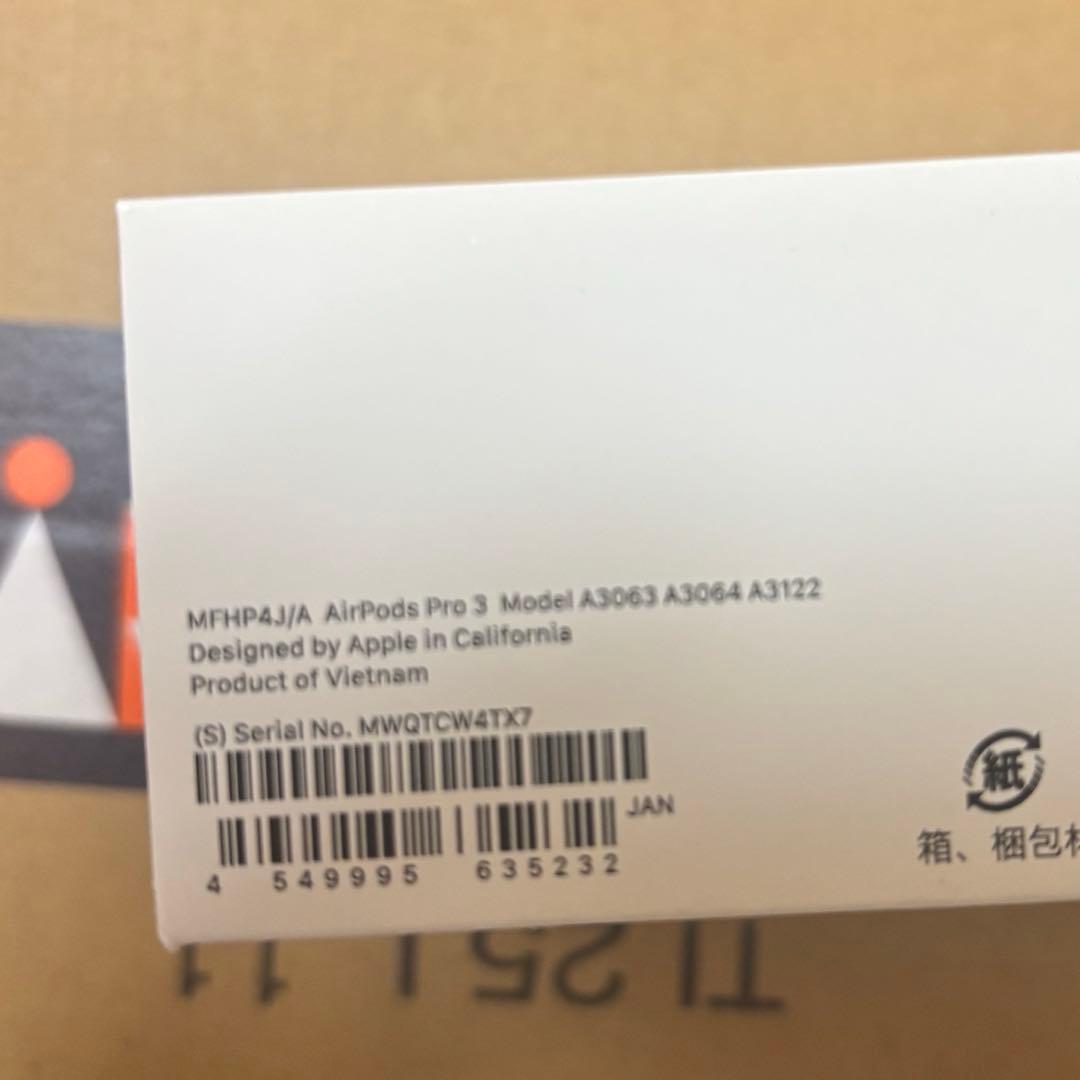 MFHP4J/A AirPods Pro 3 Model A3063 A3064 A3122
Designed by Apple in California
Product of Vietnam
(S) Serial No. MWQTCW4TX7
JAN
4 549995 635232
紙
箱、梱包材